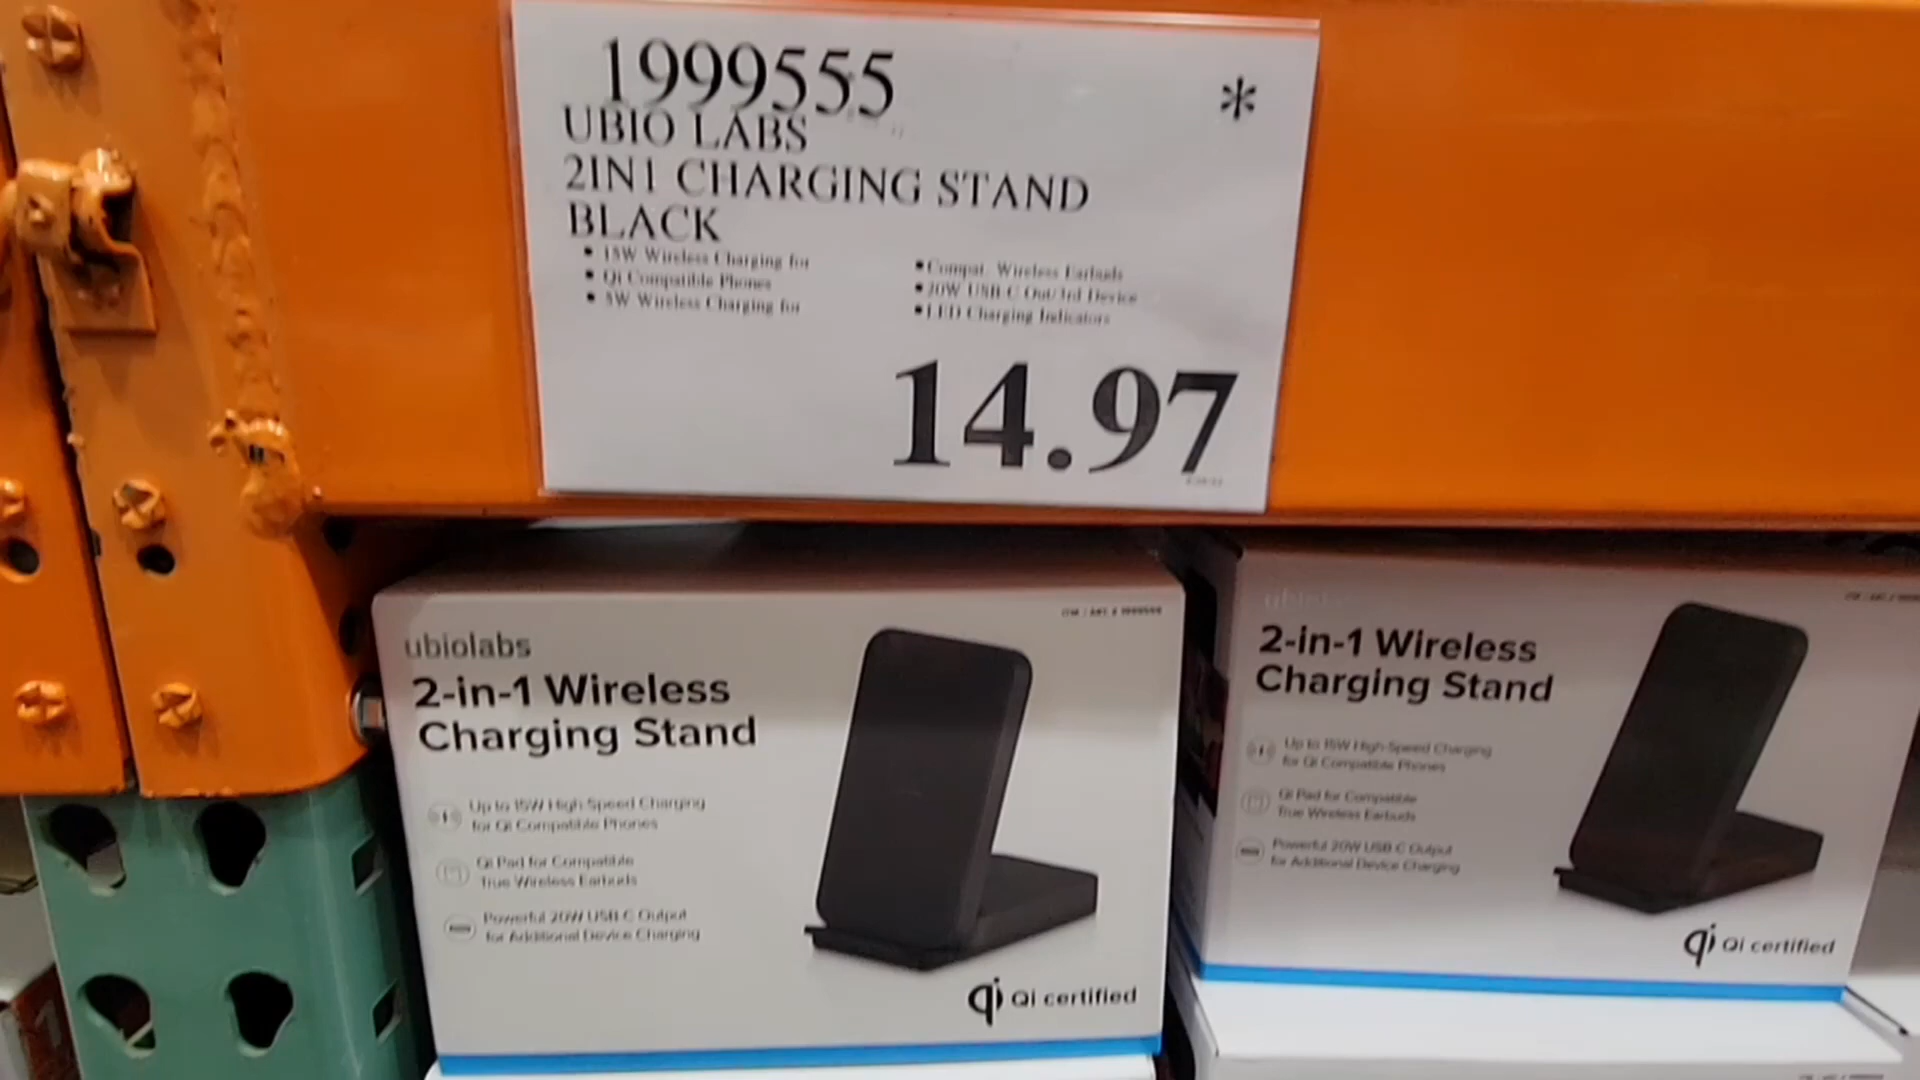 1999555
*
UBIO LABS
2IN1 CHARGING STAND
BLACK
• 15W Wireless Charging for
• Qi Compatible Phones
• 5W Wireless Charging for
• Compat. Wireless Earbuds
• 20W USB-C Out/3rd Device
• LED Charging Indicators
14.97
ubiolabs
2-in-1 Wireless
Charging Stand
Up to 15W High-Speed Charging
for Qi Compatible Phones
Qi Pad for Compatible
True Wireless Earbuds
Powerful 20W USB-C Output
for Additional Device Charging
Qi certified
ubiolabs
2-in-1 Wireless
Charging Stand
Up to 15W High-Speed Charging
for Qi Compatible Phones
Qi Pad for Compatible
True Wireless Earbuds
Powerful 20W USB-C Output
for Additional Device Charging
Qi certified